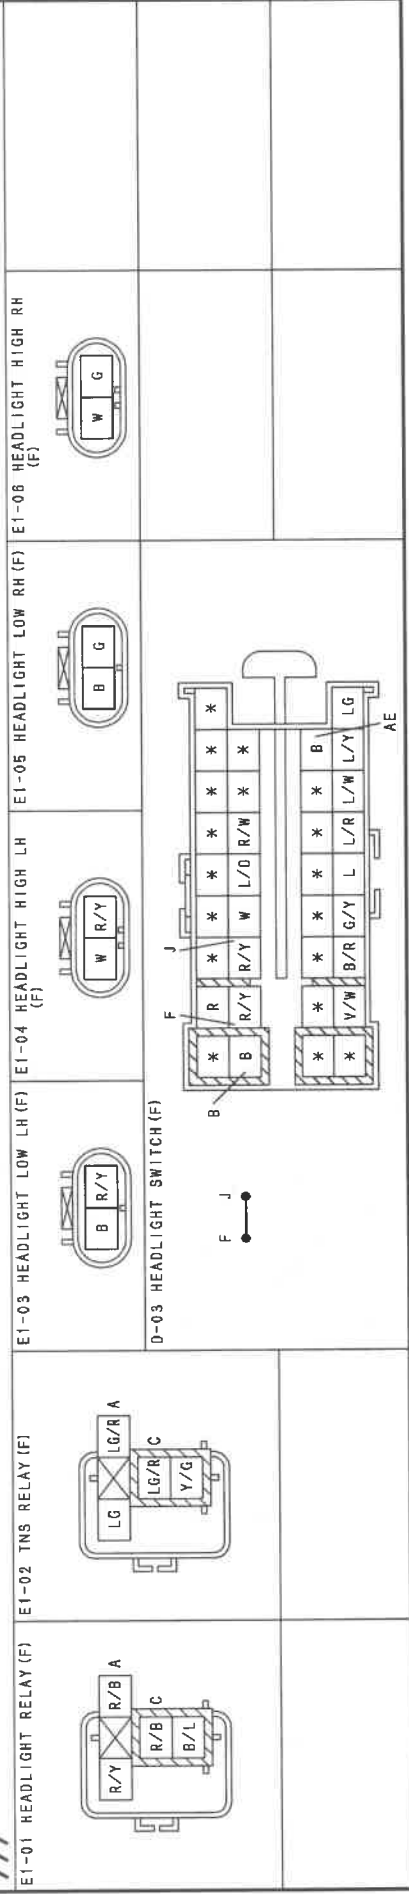 E1-01 HEADLIGHT RELAY(F)
R/Y R/B A
R/B C
B/L
E1-02 TNS RELAY(F)
LG LG/R A
LG/R C
Y/G
E1-03 HEADLIGHT LOW LH(F)
B R/Y
E1-04 HEADLIGHT HIGH LH
(F)
W R/Y
E1-05 HEADLIGHT LOW RH(F)
B G
E1-06 HEADLIGHT HIGH RH
(F)
W G
D-03 HEADLIGHT SWITCH(F)
F J
F J
* R * * * * * * *
B R/Y R/Y W L/O R/W * *
B
* * * * * * * B
* V/W B/R G/Y L L/R L/W L/Y LG
AE